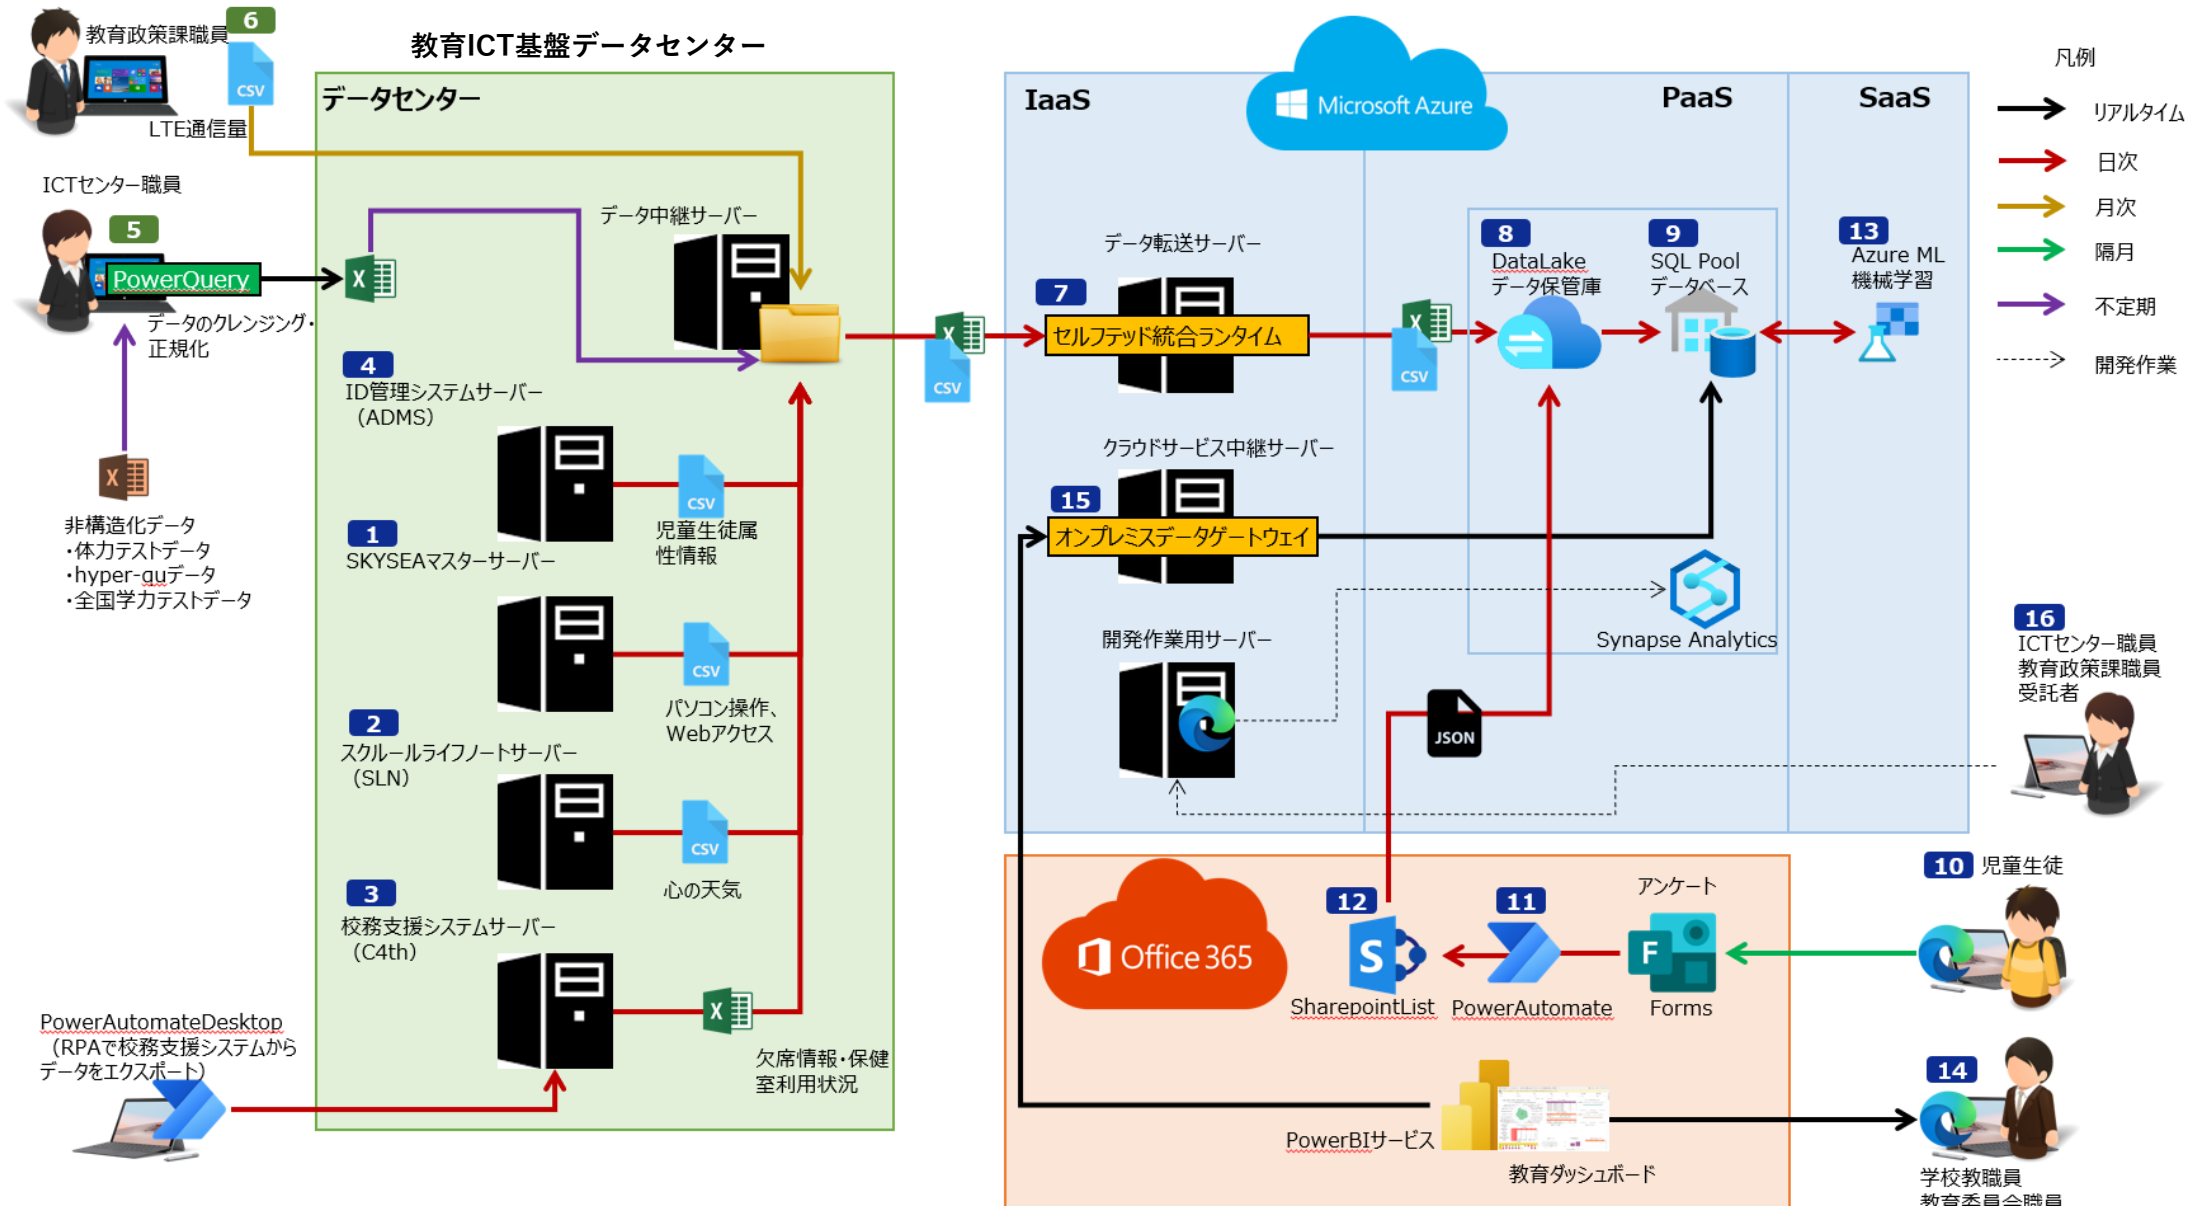 教育ICT基盤データセンター
6
教育政策課職員
CSV
LTE通信量
ICTセンター職員
5
PowerQuery
データのクレンジング・
正規化
X
X
非構造化データ
・体力テストデータ
・hyper-quデータ
・全国学力テストデータ
PowerAutomateDesktop
（RPAで校務支援システムから
データをエクスポート）
データセンター
データ中継サーバー
4
ID管理システムサーバー
（ADMS）
CSV
児童生徒属
性情報
1
SKYSEAマスターサーバー
CSV
パソコン操作、
Webアクセス
2
スクルールライフノートサーバー
（SLN）
CSV
心の天気
3
校務支援システムサーバー
（C4th）
X
欠席情報・保健
室利用状況
X
CSV
IaaS
Microsoft Azure
PaaS
SaaS
データ転送サーバー
7
セルフテッド統合ランタイム
X
CSV
8
DataLake
データ保管庫
9
SQL Pool
データベース
13
Azure ML
機械学習
クラウドサービス中継サーバー
15
オンプレミスデータゲートウェイ
Synapse Analytics
開発作業用サーバー
JSON
Office 365
12
S
SharepointList
11
PowerAutomate
アンケート
F
Forms
PowerBIサービス
教育ダッシュボード
凡例
リアルタイム
日次
月次
隔月
不定期
開発作業
16
ICTセンター職員
教育政策課職員
受託者
10
児童生徒
14
学校教職員
教育委員会職員